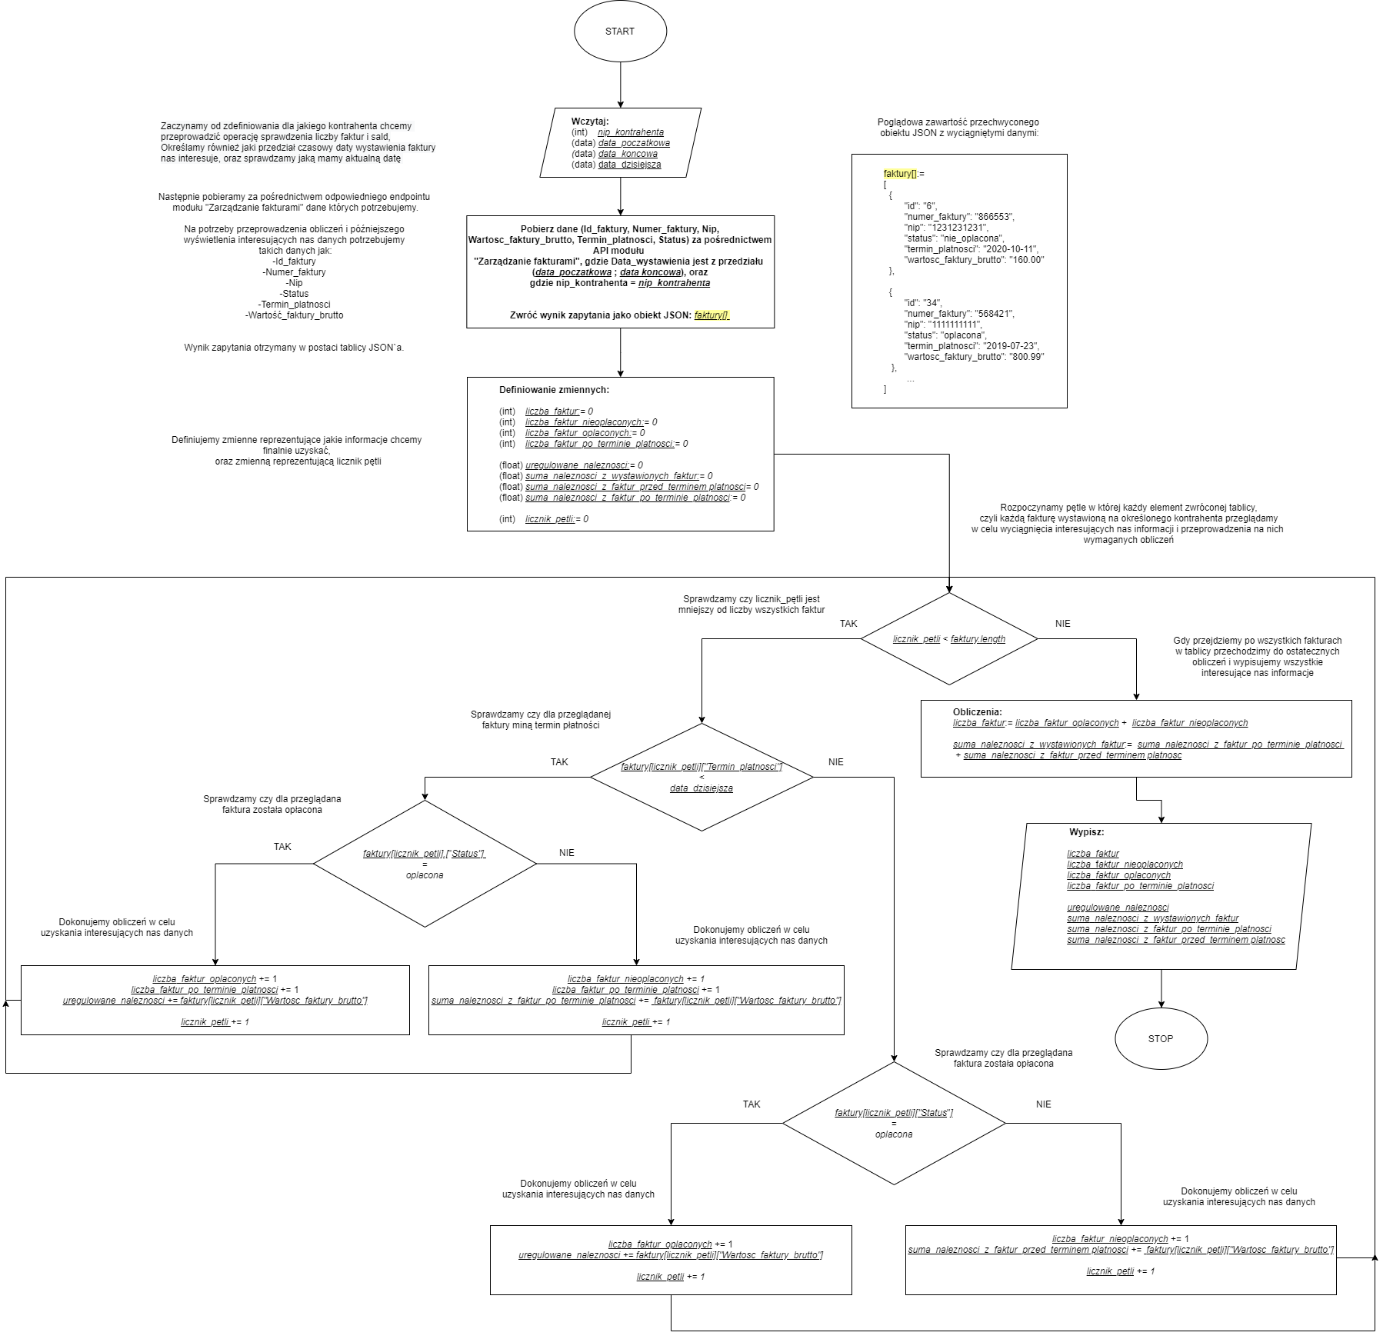 START
Zaczynamy od zdefiniowania dla jakiego kontrahenta chcemy
przeprowadzić operację sprawdzenia liczby faktur i sald,
Określamy również jaki przedział czasowy daty wystawienia faktury
nas interesuje, oraz sprawdzamy jaką mamy aktualną datę
Wczytaj:
(int) nip_kontrahenta
(data) data_poczatkowa
(data) data_koncowa
(data) data_dzisiejsza
Poglądowa zawartość przechwyconego
obiektu JSON z wyciągniętymi danymi:
faktury[]:=
[
{
"id": "6",
"numer_faktury": "866553",
"nip": "1231231231",
"status": "nie_oplacona",
"termin_platnosci": "2020-10-11",
"wartosc_faktury_brutto": "160.00"
},
{
"id": "34",
"numer_faktury": "568421",
"nip": "1111111111",
"status": "oplacona",
"termin_platnosci": "2019-07-23",
"wartosc_faktury_brutto": "800.99"
},
...
]
Następnie pobieramy za pośrednictwem odpowiedniego endpointu
modułu "Zarządzanie fakturami" dane których potrzebujemy.
Na potrzeby przeprowadzenia obliczeń i późniejszego
wyświetlenia interesujących nas danych potrzebujemy
takich danych jak:
-Id_faktury
-Numer_faktury
-Nip
-Status
-Termin_platnosci
-Wartość_faktury_brutto
Wynik zapytania otrzymany w postaci tablicy JSON`a.
Pobierz dane (Id_faktury, Numer_faktury, Nip,
Wartosc_faktury_brutto, Termin_platnosci, Status) za pośrednictwem
API modułu
"Zarządzanie fakturami", gdzie Data_wystawienia jest z przedziału
(data_poczatkowa ; data koncowa), oraz
gdzie nip_kontrahenta = nip_kontrahenta
Zwróć wynik zapytania jako obiekt JSON: faktury[]
Definiujemy zmienne reprezentujące jakie informacje chcemy
finalnie uzyskać,
oraz zmienną reprezentującą licznik pętli
Definiowanie zmiennych:
(int) liczba_faktur:= 0
(int) liczba_faktur_nieoplaconych:= 0
(int) liczba_faktur_oplaconych:= 0
(int) liczba_faktur_po_terminie_platnosci:= 0
(float) uregulowane_naleznosci:= 0
(float) suma_naleznosci_z_wystawionych_faktur:= 0
(float) suma_naleznosci_z_faktur_przed_terminem platnosci= 0
(float) suma_naleznosci_z_faktur_po_terminie_platnosci:= 0
(int) licznik_petli:= 0
Rozpoczynamy pętle w której każdy element zwróconej tablicy,
czyli każdą fakturę wystawioną na określonego kontrahenta przeglądamy
w celu wyciągnięcia interesujących nas informacji i przeprowadzenia na nich
wymaganych obliczeń
Sprawdzamy czy licznik_pętli jest
mniejszy od liczby wszystkich faktur
TAK
NIE
licznik_petli < faktury.length
Gdy przejdziemy po wszystkich fakturach
w tablicy przechodzimy do ostatecznych
obliczeń i wypisujemy wszystkie
interesujące nas informacje
Obliczenia:
liczba_faktur:= liczba_faktur_oplaconych + liczba_faktur_nieoplaconych
suma_naleznosci_z_wystawionych_faktur:= suma_naleznosci_z_faktur_po_terminie_platnosci
+ suma_naleznosci_z_faktur_przed_terminem platnosc
Sprawdzamy czy dla przeglądanej
faktury miną termin płatności
TAK
NIE
faktury[licznik_petli]["Termin_platnosci"]
<
data_dzisiejsza
Sprawdzamy czy dla przeglądana
faktura została opłacona
TAK
NIE
faktury[licznik_petli].["Status"]
=
oplacona
Wypisz:
liczba_faktur
liczba_faktur_nieoplaconych
liczba_faktur_oplaconych
liczba_faktur_po_terminie_platnosci
uregulowane_naleznosci
suma_naleznosci_z_wystawionych_faktur
suma_naleznosci_z_faktur_po_terminie_platnosci
suma_naleznosci_z_faktur_przed_terminem platnosc
Dokonujemy obliczeń w celu
uzyskania interesujących nas danych
liczba_faktur_oplaconych += 1
liczba_faktur_po_terminie_platnosci += 1
uregulowane_naleznosci += faktury[licznik_petli]["Wartosc_faktury_brutto"]
licznik_petli += 1
Dokonujemy obliczeń w celu
uzyskania interesujących nas danych
liczba_faktur_nieoplaconych += 1
liczba_faktur_po_terminie_platnosci += 1
suma_naleznosci_z_faktur_po_terminie_platnosci += faktury[licznik_petli]["Wartosc_faktury_brutto"]
licznik_petli += 1
STOP
Sprawdzamy czy dla przeglądana
faktura została opłacona
TAK
NIE
faktury[licznik_petli]["Status"]
=
oplacona
Dokonujemy obliczeń w celu
uzyskania interesujących nas danych
liczba_faktur_oplaconych += 1
uregulowane_naleznosci += faktury[licznik_petli]["Wartosc_faktury_brutto"]
licznik_petli += 1
Dokonujemy obliczeń w celu
uzyskania interesujących nas danych
liczba_faktur_nieoplaconych += 1
suma_naleznosci_z_faktur_przed_terminem platnosci += faktury[licznik_petli]["Wartosc_faktury_brutto"]
licznik_petli += 1